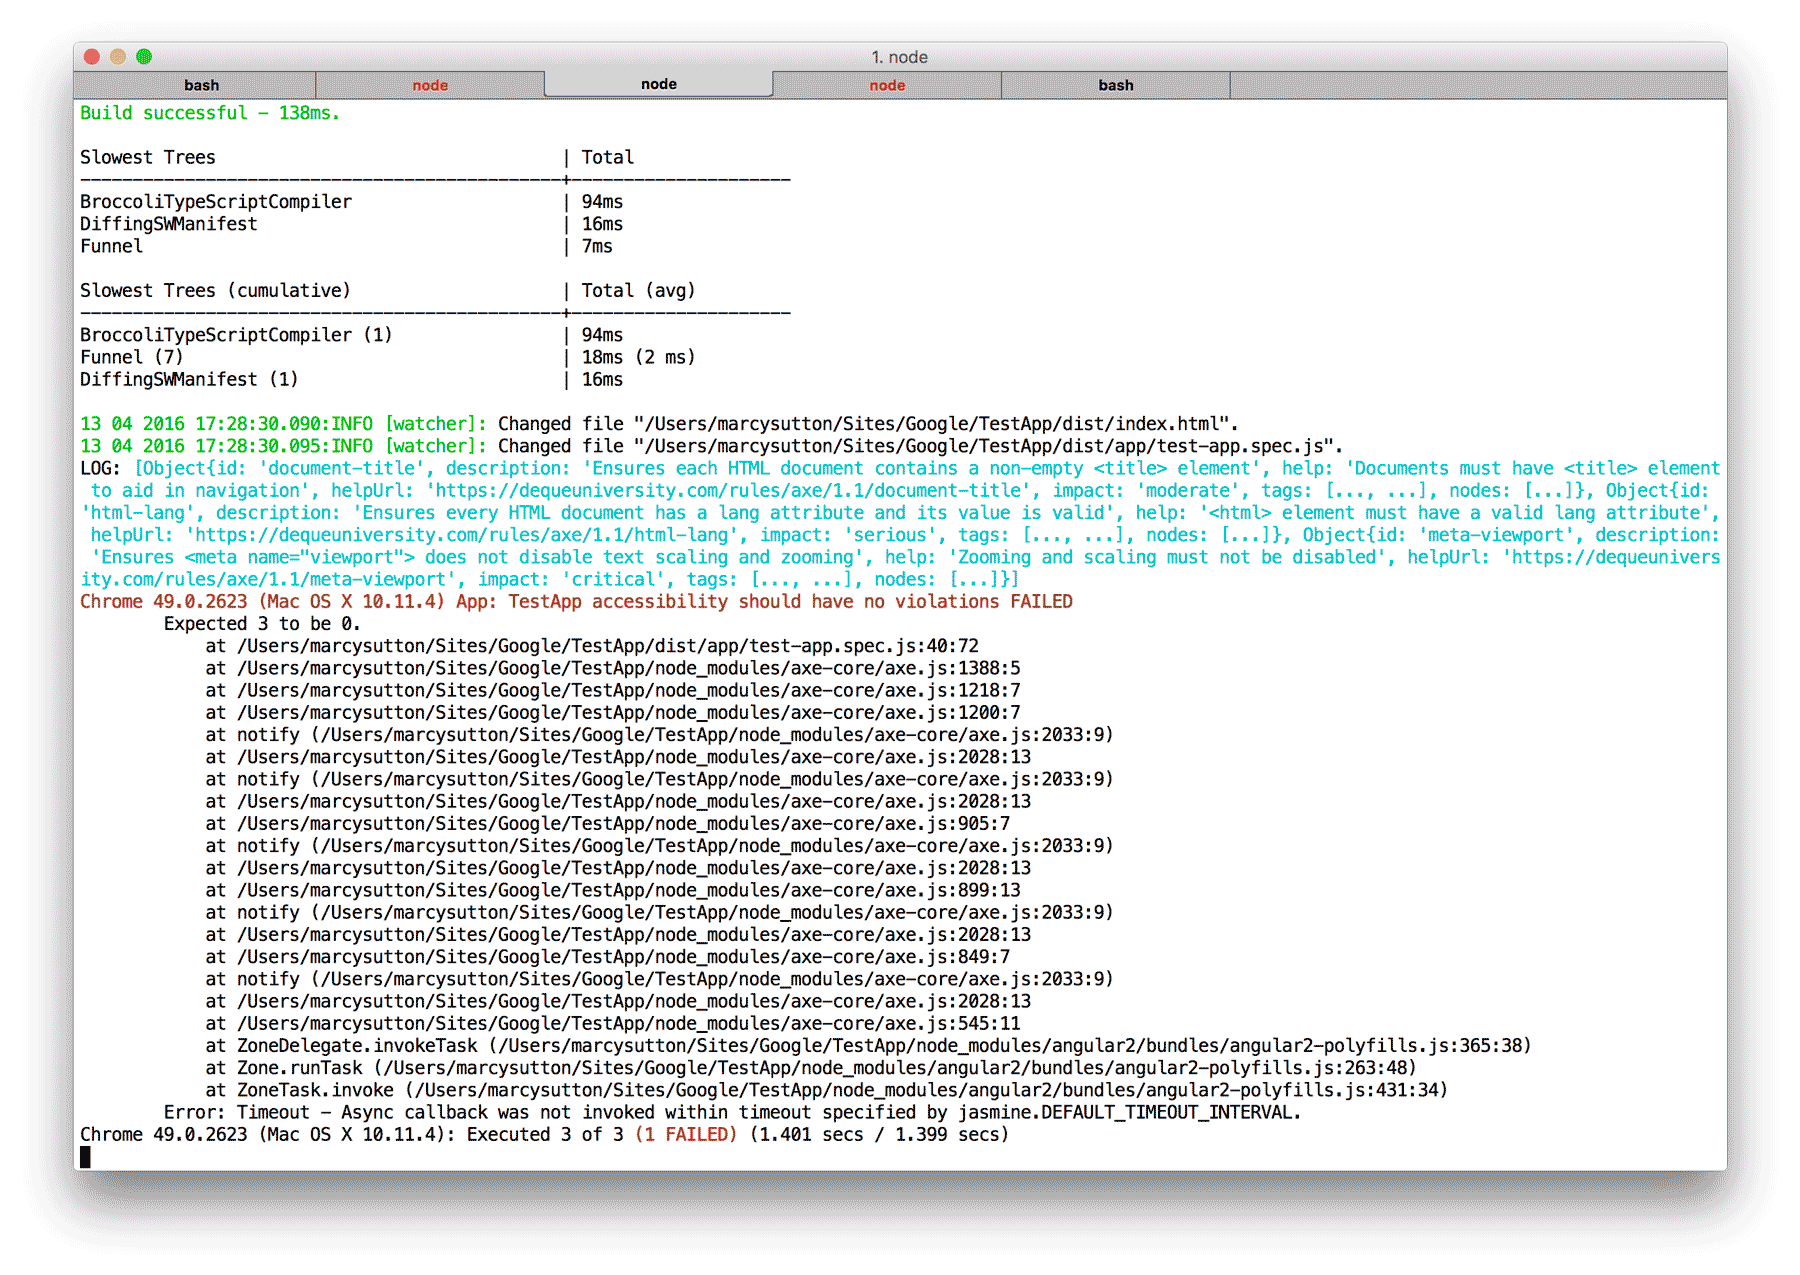 1. node
bash node node node bash
Build successful - 138ms.
Slowest Trees | Total
----------------------------------------------+---------------------
BroccoliTypeScriptCompiler | 94ms
DiffingSWManifest | 16ms
Funnel | 7ms
Slowest Trees (cumulative) | Total (avg)
----------------------------------------------+---------------------
BroccoliTypeScriptCompiler (1) | 94ms
Funnel (7) | 18ms (2 ms)
DiffingSWManifest (1) | 16ms
13 04 2016 17:28:30.090:INFO [watcher]: Changed file "/Users/marcysutton/Sites/Google/TestApp/dist/index.html".
13 04 2016 17:28:30.095:INFO [watcher]: Changed file "/Users/marcysutton/Sites/Google/TestApp/dist/app/test-app.spec.js".
LOG: [Object{id: 'document-title', description: 'Ensures each HTML document contains a non-empty <title> element', help: 'Documents must have <title> element
to aid in navigation', helpUrl: 'https://dequeuniversity.com/rules/axe/1.1/document-title', impact: 'moderate', tags: [..., ...], nodes: [...]}, Object{id:
'html-lang', description: 'Ensures every HTML document has a lang attribute and its value is valid', help: '<html> element must have a valid lang attribute',
helpUrl: 'https://dequeuniversity.com/rules/axe/1.1/html-lang', impact: 'serious', tags: [..., ...], nodes: [...]}, Object{id: 'meta-viewport', description:
'Ensures <meta name="viewport"> does not disable text scaling and zooming', help: 'Zooming and scaling must not be disabled', helpUrl: 'https://dequeunivers
ity.com/rules/axe/1.1/meta-viewport', impact: 'critical', tags: [..., ...], nodes: [...]}]
Chrome 49.0.2623 (Mac OS X 10.11.4) App: TestApp accessibility should have no violations FAILED
Expected 3 to be 0.
at /Users/marcysutton/Sites/Google/TestApp/dist/app/test-app.spec.js:40:72
at /Users/marcysutton/Sites/Google/TestApp/node_modules/axe-core/axe.js:1388:5
at /Users/marcysutton/Sites/Google/TestApp/node_modules/axe-core/axe.js:1218:7
at /Users/marcysutton/Sites/Google/TestApp/node_modules/axe-core/axe.js:1200:7
at notify (/Users/marcysutton/Sites/Google/TestApp/node_modules/axe-core/axe.js:2033:9)
at /Users/marcysutton/Sites/Google/TestApp/node_modules/axe-core/axe.js:2028:13
at notify (/Users/marcysutton/Sites/Google/TestApp/node_modules/axe-core/axe.js:2033:9)
at /Users/marcysutton/Sites/Google/TestApp/node_modules/axe-core/axe.js:2028:13
at /Users/marcysutton/Sites/Google/TestApp/node_modules/axe-core/axe.js:905:7
at notify (/Users/marcysutton/Sites/Google/TestApp/node_modules/axe-core/axe.js:2033:9)
at /Users/marcysutton/Sites/Google/TestApp/node_modules/axe-core/axe.js:2028:13
at /Users/marcysutton/Sites/Google/TestApp/node_modules/axe-core/axe.js:899:13
at notify (/Users/marcysutton/Sites/Google/TestApp/node_modules/axe-core/axe.js:2033:9)
at /Users/marcysutton/Sites/Google/TestApp/node_modules/axe-core/axe.js:2028:13
at /Users/marcysutton/Sites/Google/TestApp/node_modules/axe-core/axe.js:849:7
at notify (/Users/marcysutton/Sites/Google/TestApp/node_modules/axe-core/axe.js:2033:9)
at /Users/marcysutton/Sites/Google/TestApp/node_modules/axe-core/axe.js:2028:13
at /Users/marcysutton/Sites/Google/TestApp/node_modules/axe-core/axe.js:545:11
at ZoneDelegate.invokeTask (/Users/marcysutton/Sites/Google/TestApp/node_modules/angular2/bundles/angular2-polyfills.js:365:38)
at Zone.runTask (/Users/marcysutton/Sites/Google/TestApp/node_modules/angular2/bundles/angular2-polyfills.js:263:48)
at ZoneTask.invoke (/Users/marcysutton/Sites/Google/TestApp/node_modules/angular2/bundles/angular2-polyfills.js:431:34)
Error: Timeout - Async callback was not invoked within timeout specified by jasmine.DEFAULT_TIMEOUT_INTERVAL.
Chrome 49.0.2623 (Mac OS X 10.11.4): Executed 3 of 3 (1 FAILED) (1.401 secs / 1.399 secs)